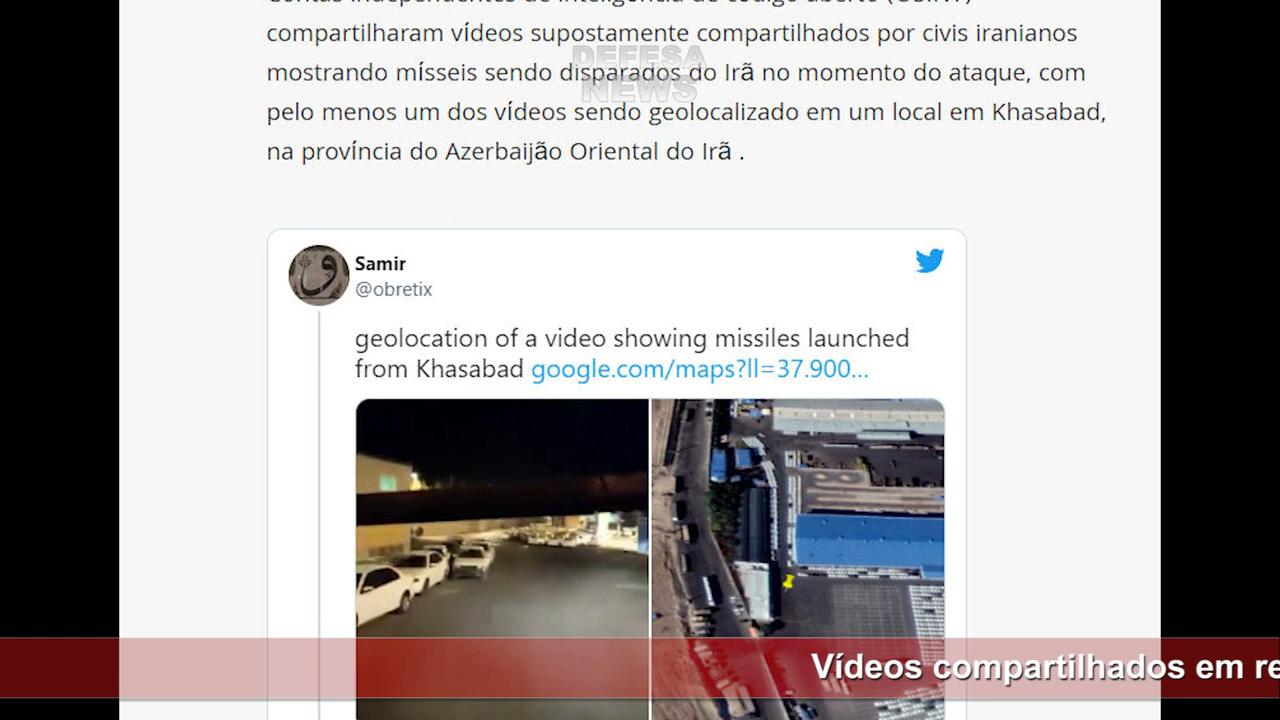 compartilharam vídeos supostamente compartilhados por civis iranianos
mostrando mísseis sendo disparados do Irã no momento do ataque, com
pelo menos um dos vídeos sendo geolocalizado em um local em Khasabad,
na província do Azerbaijão Oriental do Irã .
DEFESA
NEWS
Samir
@obretix
geolocation of a video showing missiles launched
from Khasabad google.com/maps?ll=37.900...
Vídeos compartilhados em re